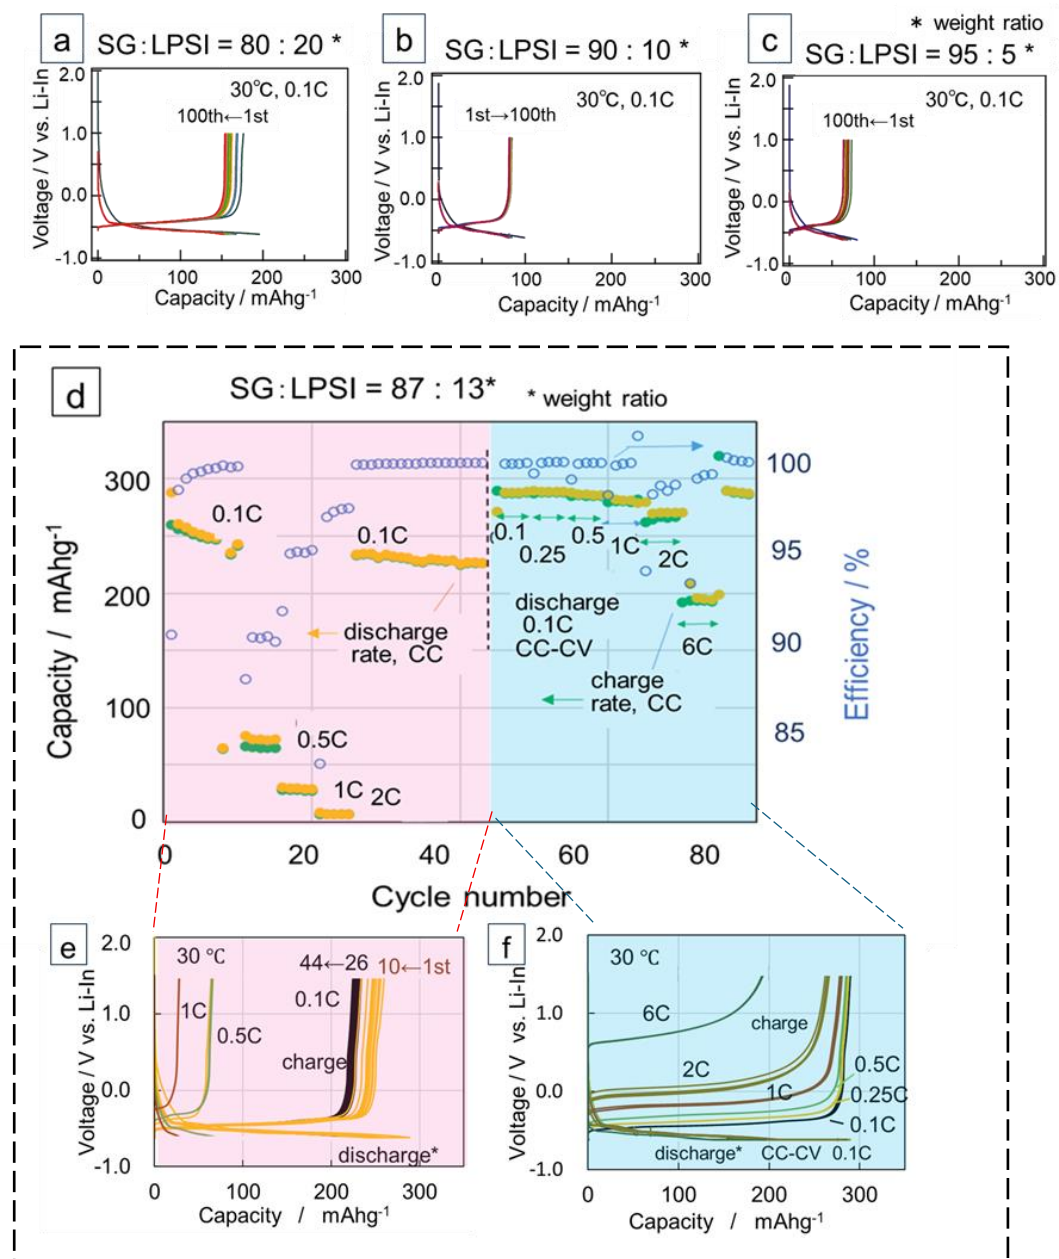 a
SG : LPSI = 80 : 20 *
2.0
1.0
0.0
-1.0
Voltage / V vs. Li-In
30℃, 0.1C
100th←1st
0 100 200 300
Capacity / mAhg-1
b
SG : LPSI = 90 : 10 *
2.0
1.0
0.0
-1.0
Voltage / V vs. Li-In
30℃, 0.1C
1st→100th
0 100 200 300
Capacity / mAhg-1
* weight ratio
c
SG : LPSI = 95 : 5 *
2.0
1.0
0.0
-1.0
Voltage / V vs. Li-In
30℃, 0.1C
100th←1st
0 100 200 300
Capacity / mAhg-1
d
SG : LPSI = 87 : 13*
* weight ratio
300
200
100
0
Capacity / mAhg-1
100
95
90
85
Efficiency / %
0.1C
0.5C
1C 2C
0.1C
discharge
rate, CC
0.1
0.25
0.5
1C
2C
6C
discharge
0.1C
CC-CV
charge
rate, CC
0 20 40 60 80
Cycle number
e
2.0
1.0
0.0
-1.0
Voltage / V vs. Li-In
30 ℃
44←26
10←1st
1C
0.5C
0.1C
charge
discharge*
0 100 200 300
Capacity / mAhg-1
f
2.0
1.0
0.0
-1.0
Voltage / V vs. Li-In
30 ℃
6C
charge
2C
1C
0.5C
0.25C
0.1C
discharge* CC-CV 0.1C
0 100 200 300
Capacity / mAhg-1